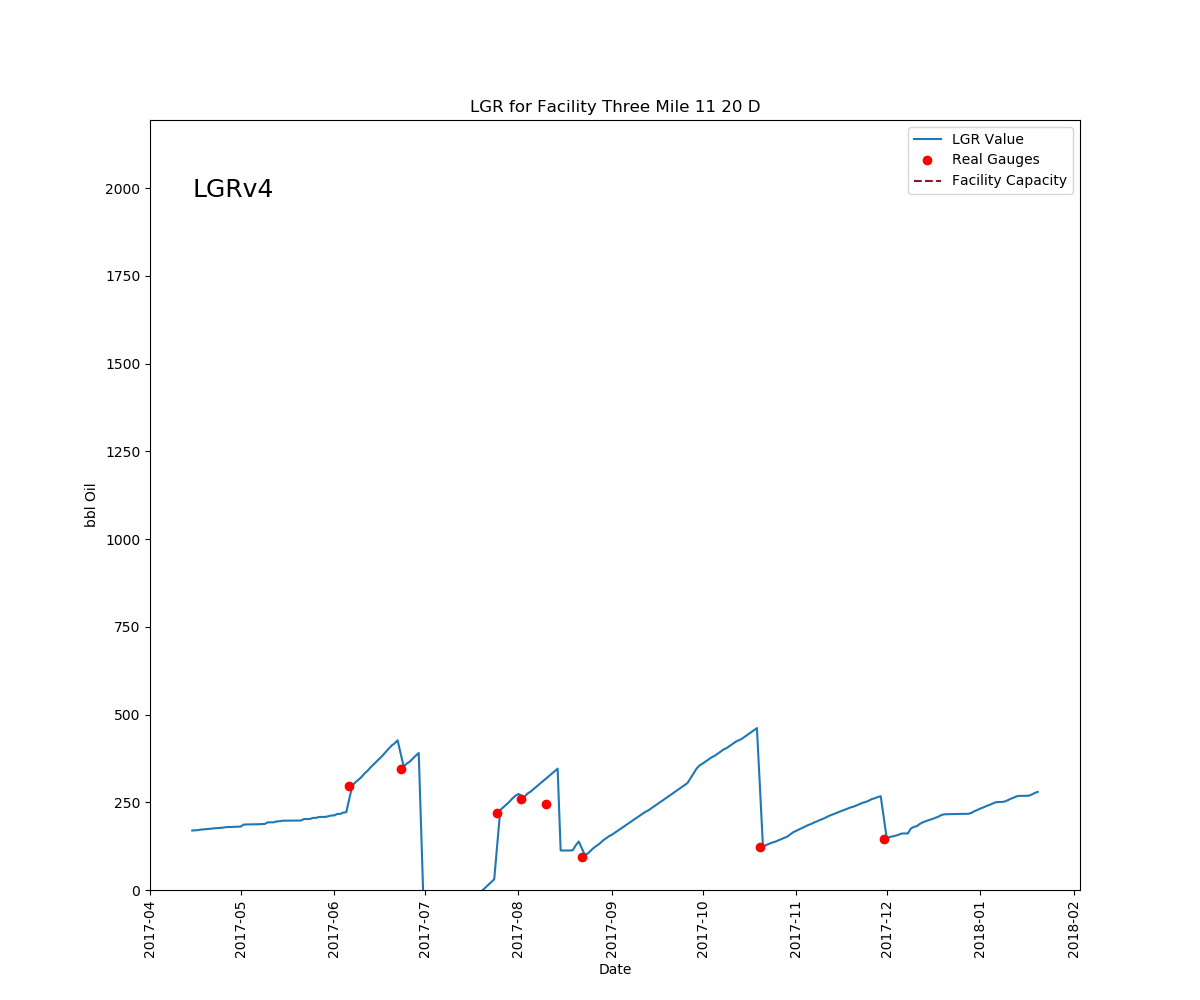 LGR for Facility Three Mile 11 20 D
LGRv4
LGR Value
Real Gauges
Facility Capacity
2000
1750
1500
1250
1000
750
500
250
0
bbl Oil
2017-04
2017-05
2017-06
2017-07
2017-08
2017-09
2017-10
2017-11
2017-12
2018-01
2018-02
Date